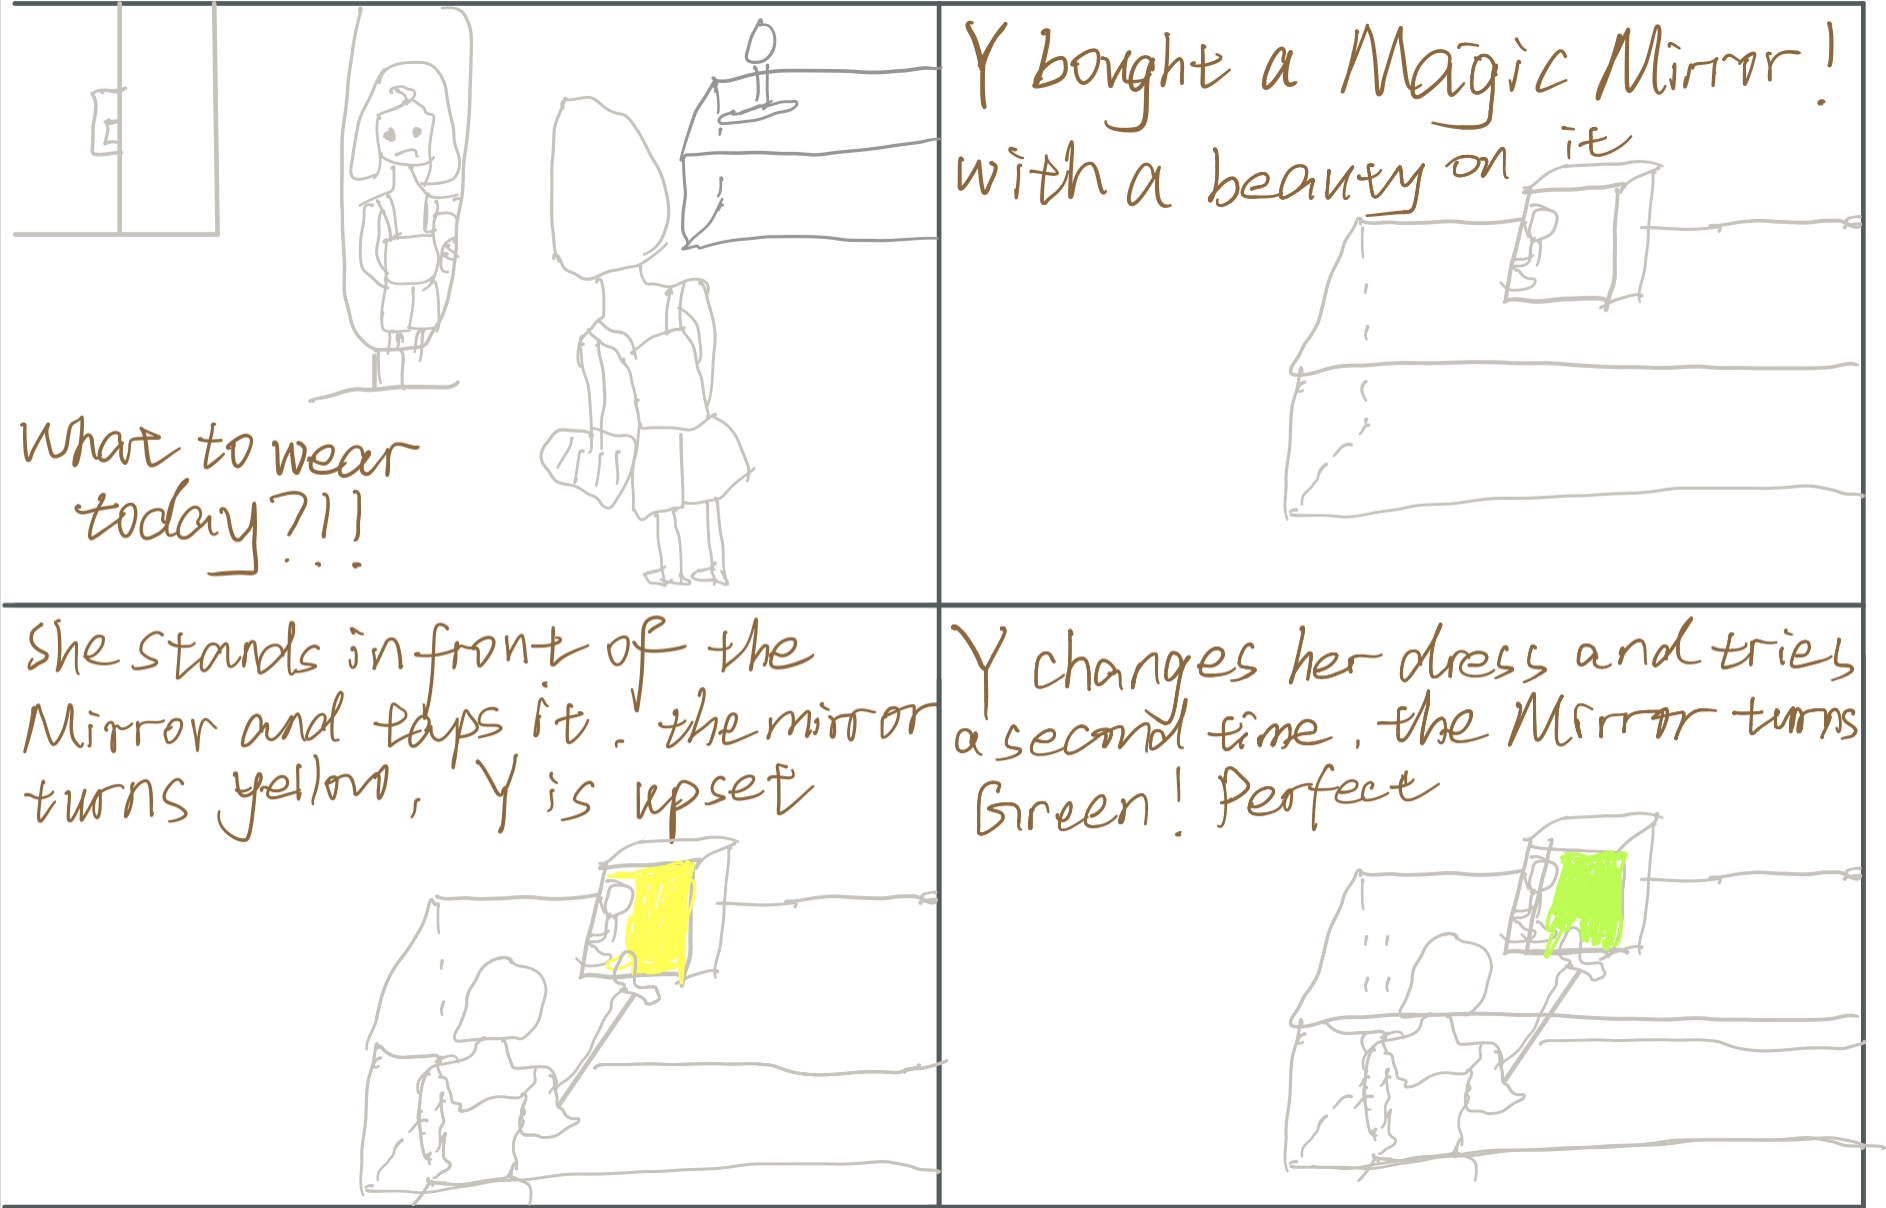 What to wear
today?!!
Y bought a Magic Mirror!
with a beauty on it
She stands in front of the
Mirror and taps it, the mirror
turns yellow, Y is upset
Y changes her dress and tries
a second time, the Mirror turns
Green! Perfect